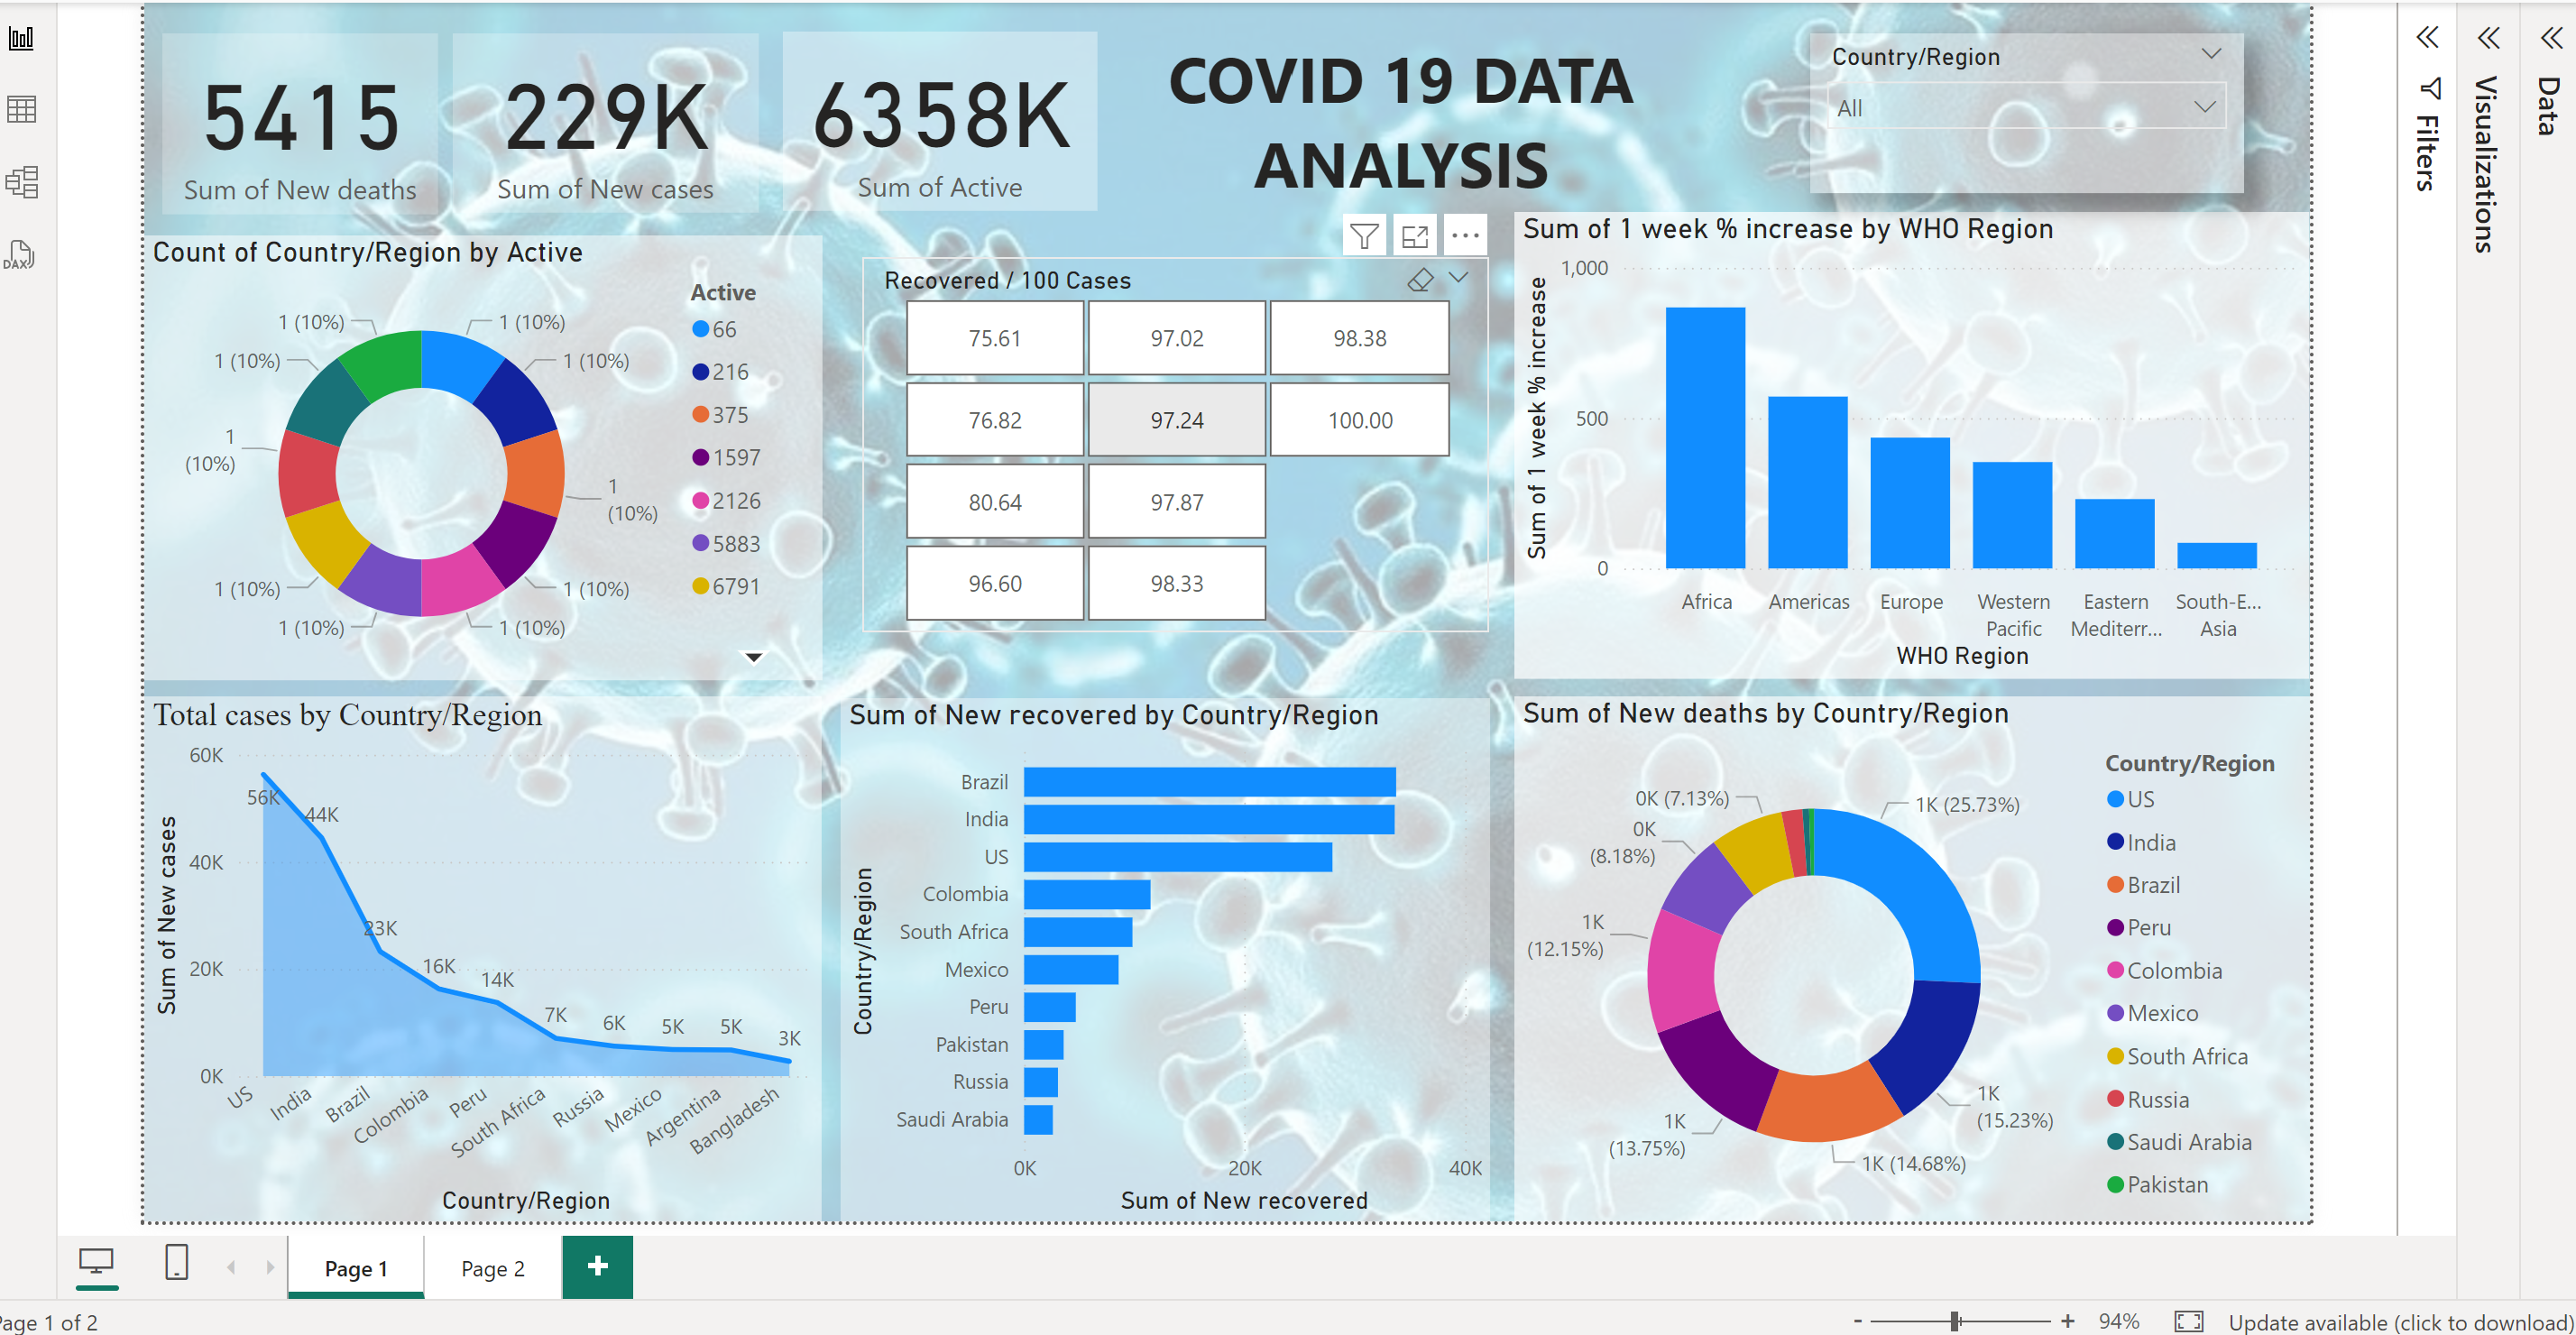 5415
Sum of New deaths
229K
Sum of New cases
6358K
Sum of Active
COVID 19 DATA
ANALYSIS
Country/Region
All
Filters
Visualizations
Data
DAX
Count of Country/Region by Active
1 (10%)
1 (10%)
1 (10%)
1 (10%)
1
(10%)
1
(10%)
1 (10%)
1 (10%)
1 (10%)
1 (10%)
Active
66
216
375
1597
2126
5883
6791
Recovered / 100 Cases
75.61
97.02
98.38
76.82
97.24
100.00
80.64
97.87
96.60
98.33
Sum of 1 week % increase by WHO Region
Sum of 1 week % increase
1,000
500
0
Africa
Americas
Europe
Western
Pacific
Eastern
Mediterr...
South-E...
Asia
WHO Region
Total cases by Country/Region
Sum of New cases
60K
40K
20K
0K
56K
44K
23K
16K
14K
7K
6K
5K
5K
3K
US
India
Brazil
Colombia
Peru
South Africa
Russia
Mexico
Argentina
Bangladesh
Country/Region
Sum of New recovered by Country/Region
Country/Region
Brazil
India
US
Colombia
South Africa
Mexico
Peru
Pakistan
Russia
Saudi Arabia
0K
20K
40K
Sum of New recovered
Sum of New deaths by Country/Region
0K (7.13%)
1K (25.73%)
0K
(8.18%)
1K
(12.15%)
1K
(13.75%)
1K (14.68%)
1K
(15.23%)
Country/Region
US
India
Brazil
Peru
Colombia
Mexico
South Africa
Russia
Saudi Arabia
Pakistan
Page 1
Page 2
+
Page 1 of 2
- + 94%
Update available (click to download)